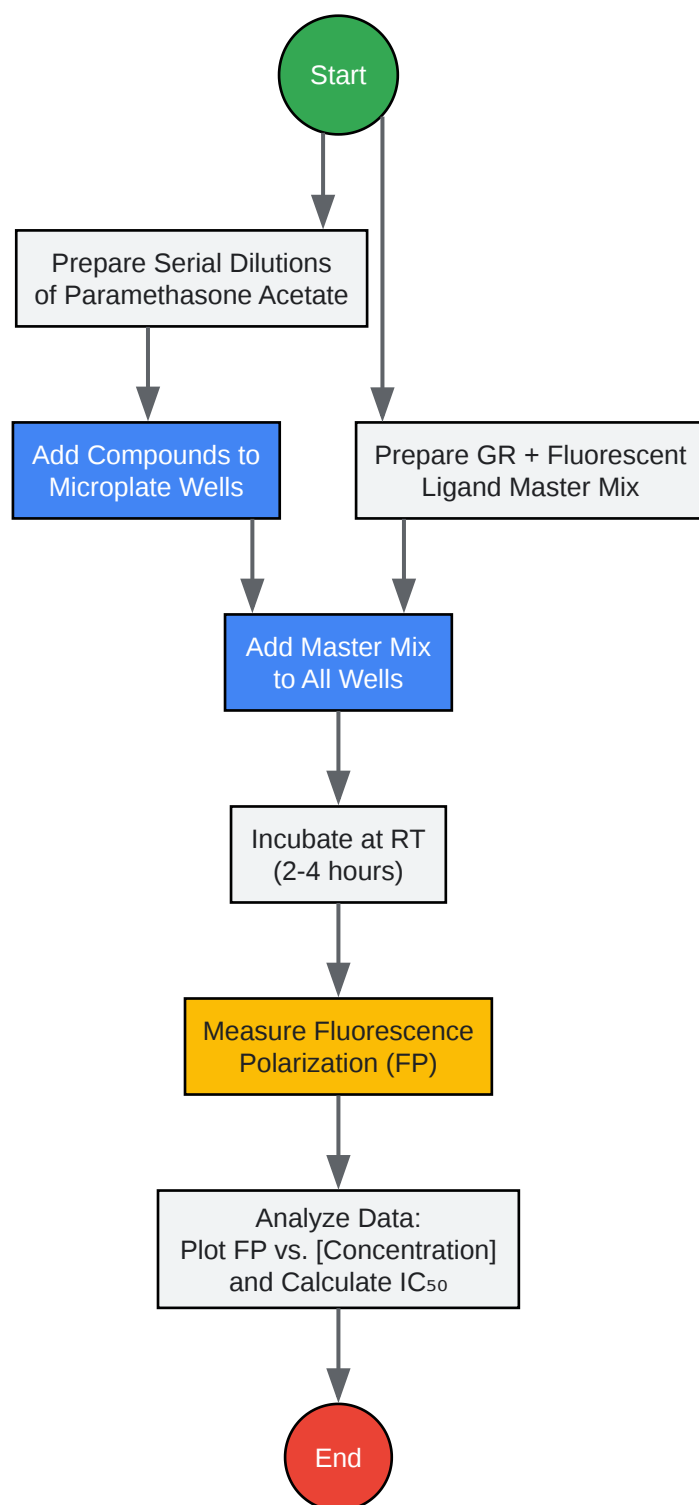 Start
Prepare Serial Dilutions
of Paramethasone Acetate
Add Compounds to
Microplate Wells
Prepare GR + Fluorescent
Ligand Master Mix
Add Master Mix
to All Wells
Incubate at RT
(2-4 hours)
Measure Fluorescence
Polarization (FP)
Analyze Data:
Plot FP vs. [Concentration]
and Calculate IC₅₀
End